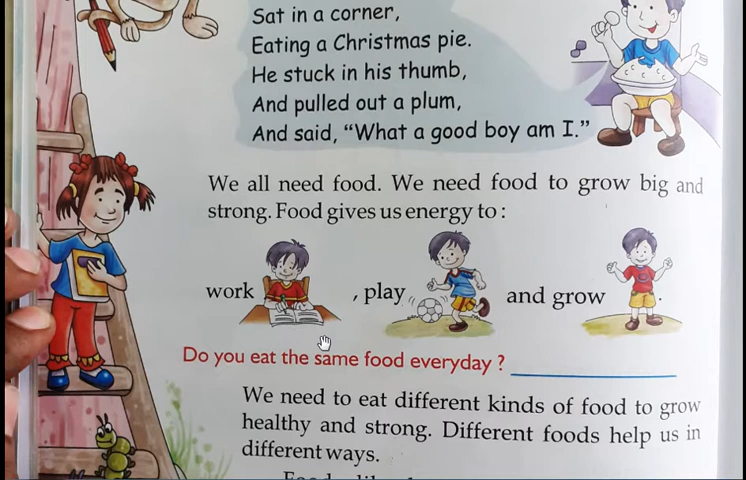 Sat in a corner,
Eating a Christmas pie.
He stuck in his thumb,
And pulled out a plum,
And said, “What a good boy am I.”
We all need food. We need food to grow big and
strong. Food gives us energy to :
work , play and grow .
Do you eat the same food everyday ?
We need to eat different kinds of food to grow
healthy and strong. Different foods help us in
different ways.